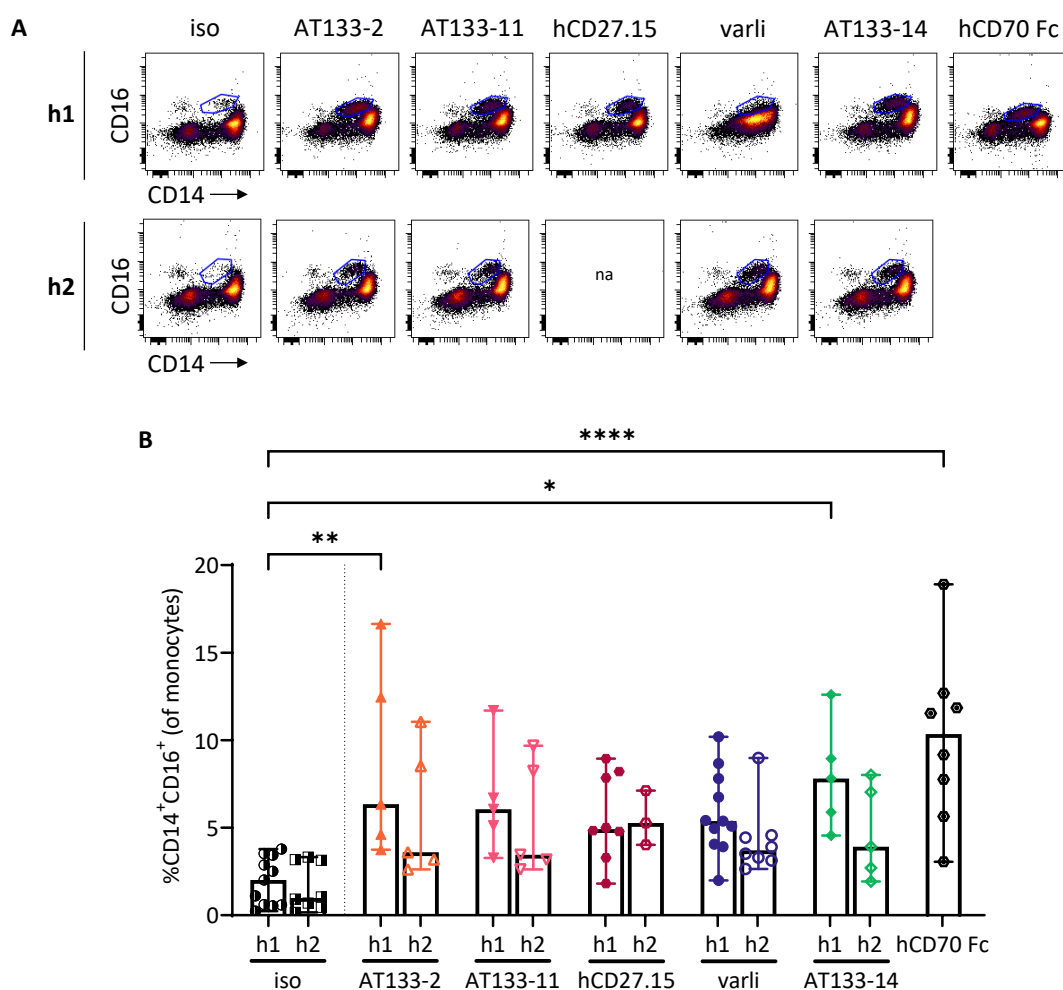 A
iso AT133-2 AT133-11 hCD27.15 varli AT133-14 hCD70 Fc
h1
CD16
CD14
h2
CD16
na
CD14
B
****
*
**
%CD14⁺CD16⁺ (of monocytes)
20
15
10
5
0
h1 h2 h1 h2 h1 h2 h1 h2 h1 h2 h1 h2 hCD70 Fc
iso AT133-2 AT133-11 hCD27.15 varli AT133-14